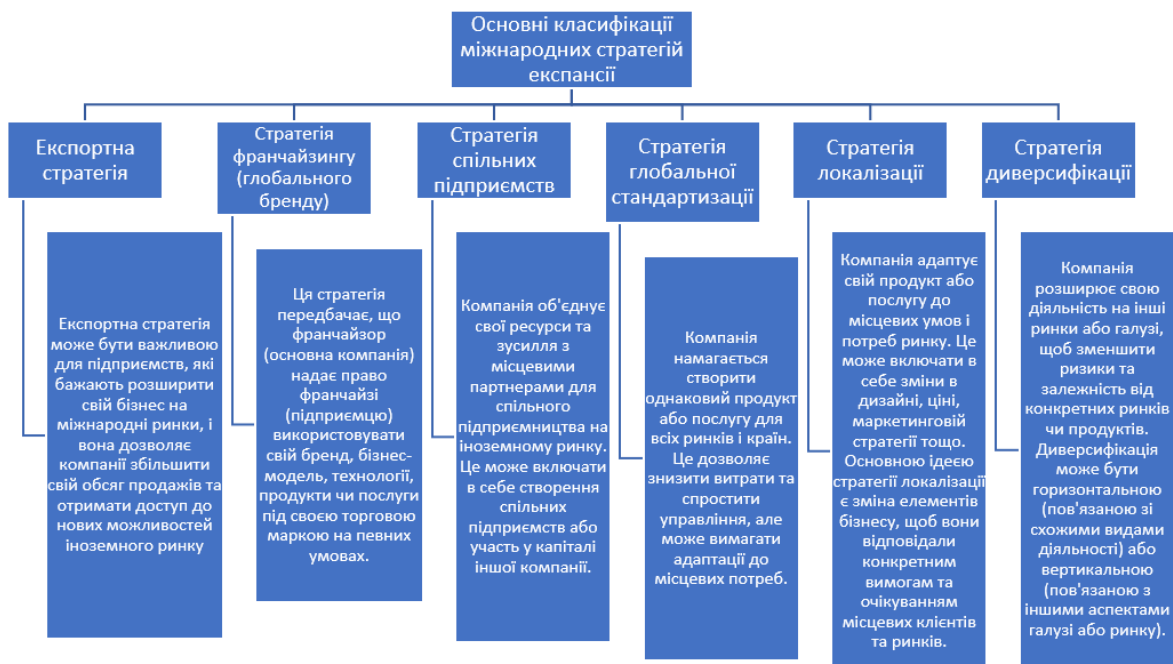 Основні класифікації
міжнародних стратегій
експансії
Експортна
стратегія
Стратегія
франчайзингу
(глобального
бренду)
Стратегія
спільних
підприємств
Стратегія
глобальної
стандартизації
Стратегія
локалізації
Стратегія
диверсифікації
Експортна стратегія
може бути важливою
для підприємств, які
бажають розширити
свій бізнес на
міжнародні ринки, і
вона дозволяє
компанії збільшити
свій обсяг продажів та
отримати доступ до
нових можливостей
іноземного ринку
Ця стратегія
передбачає, що
франчайзор
(основна компанія)
надає право
франчайзі
(підприємцю)
використовувати
свій бренд, бізнес-
модель, технології,
продукти чи послуги
під своєю торговою
маркою на певних
умовах.
Компанія об'єднує
свої ресурси та
зусилля з
місцевими
партнерами для
спільного
підприємництва на
іноземному ринку.
Це може включати
в себе створення
спільних
підприємств або
участь у капіталі
іншої компанії.
Компанія
намагається
створити
однаковий продукт
або послугу для
всіх ринків і країн.
Це дозволяє
знизити витрати та
спростити
управління, але
може вимагати
адаптації до
місцевих потреб.
Компанія адаптує
свій продукт або
послугу до
місцевих умов і
потреб ринку. Це
може включати в
себе зміни в
дизайні, ціні,
маркетинговій
стратегії тощо.
Основною ідеєю
стратегії локалізації
є зміна елементів
бізнесу, щоб вони
відповідали
конкретним
вимогам та
очікуванням
місцевих клієнтів
та ринків.
Компанія
розширює свою
діяльність на інші
ринки або галузі,
щоб зменшити
ризики та
залежність від
конкретних ринків
чи продуктів.
Диверсифікація
може бути
горизонтальною
(пов'язаною зі
схожими видами
діяльності) або
вертикальною
(пов'язаною з
іншими аспектами
галузі або ринку).